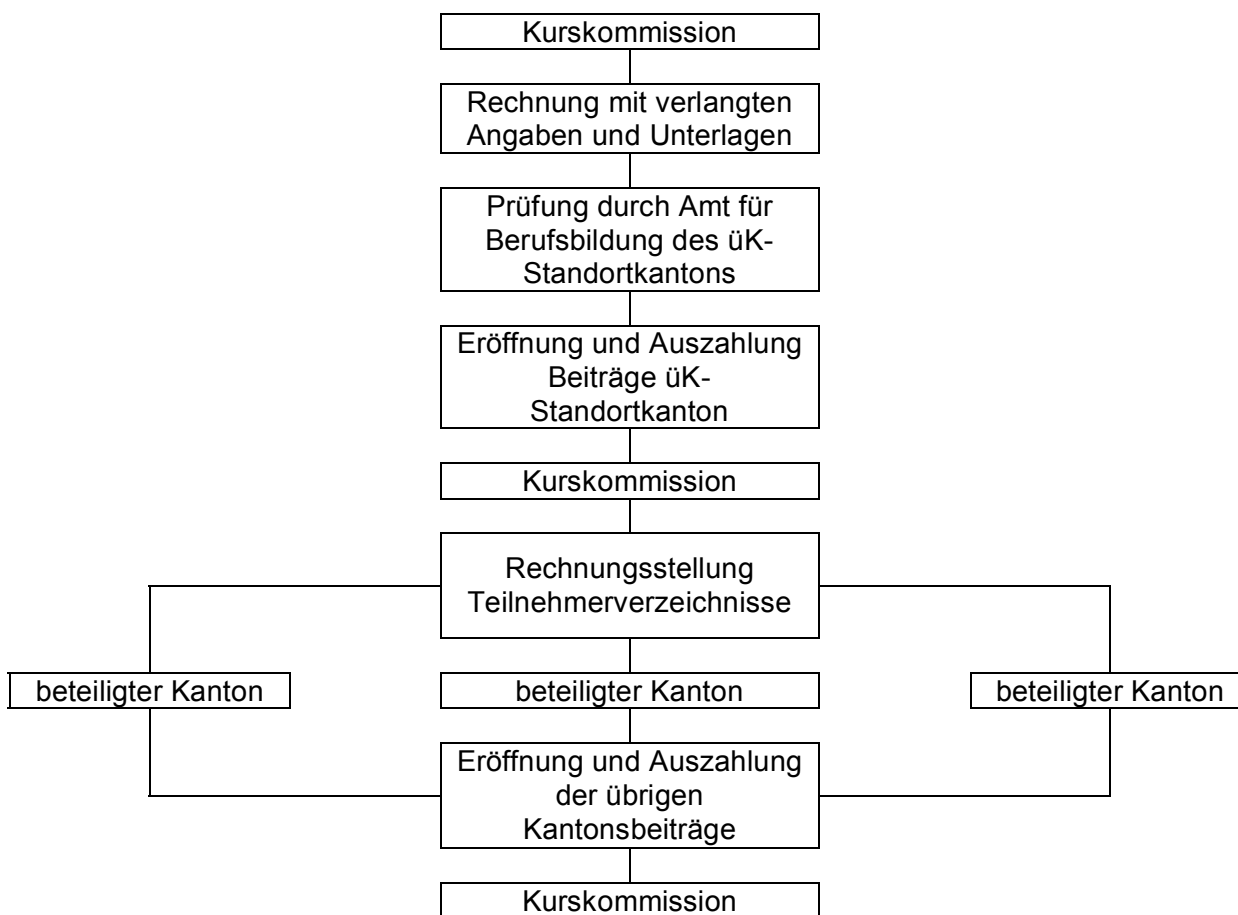 Kurskommission
Rechnung mit verlangten
Angaben und Unterlagen
Prüfung durch Amt für
Berufsbildung des üK-
Standortkantons
Eröffnung und Auszahlung
Beiträge üK-
Standortkanton
Kurskommission
Rechnungsstellung
Teilnehmerverzeichnisse
beteiligter Kanton
beteiligter Kanton
beteiligter Kanton
Eröffnung und Auszahlung
der übrigen
Kantonsbeiträge
Kurskommission